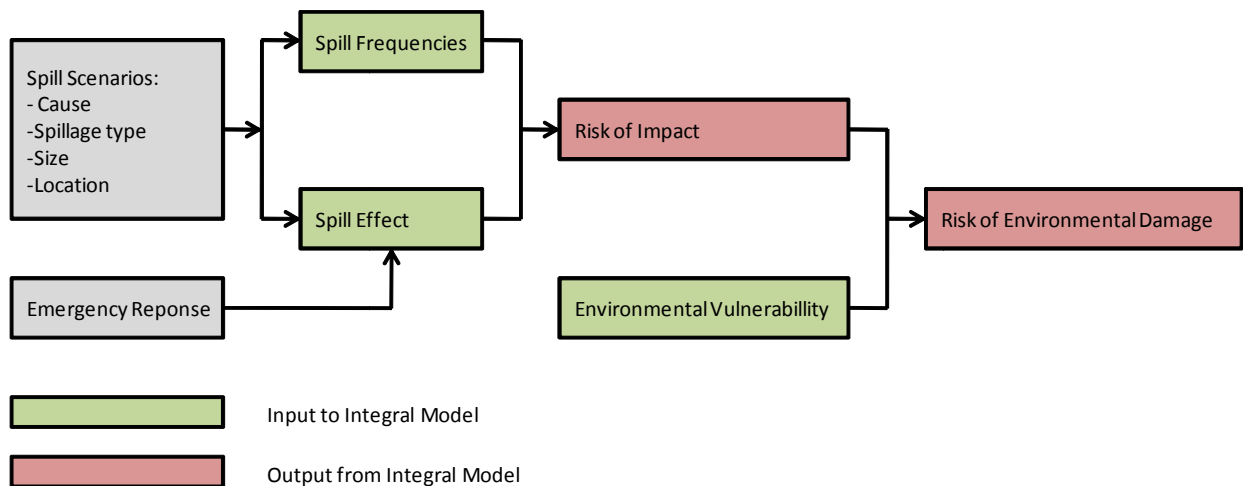 Spill Scenarios:
- Cause
-Spillage type
-Size
-Location
Spill Frequencies
Spill Effect
Risk of Impact
Risk of Environmental Damage
Emergency Reponse
Environmental Vulnerabillity
Input to Integral Model
Output from Integral Model